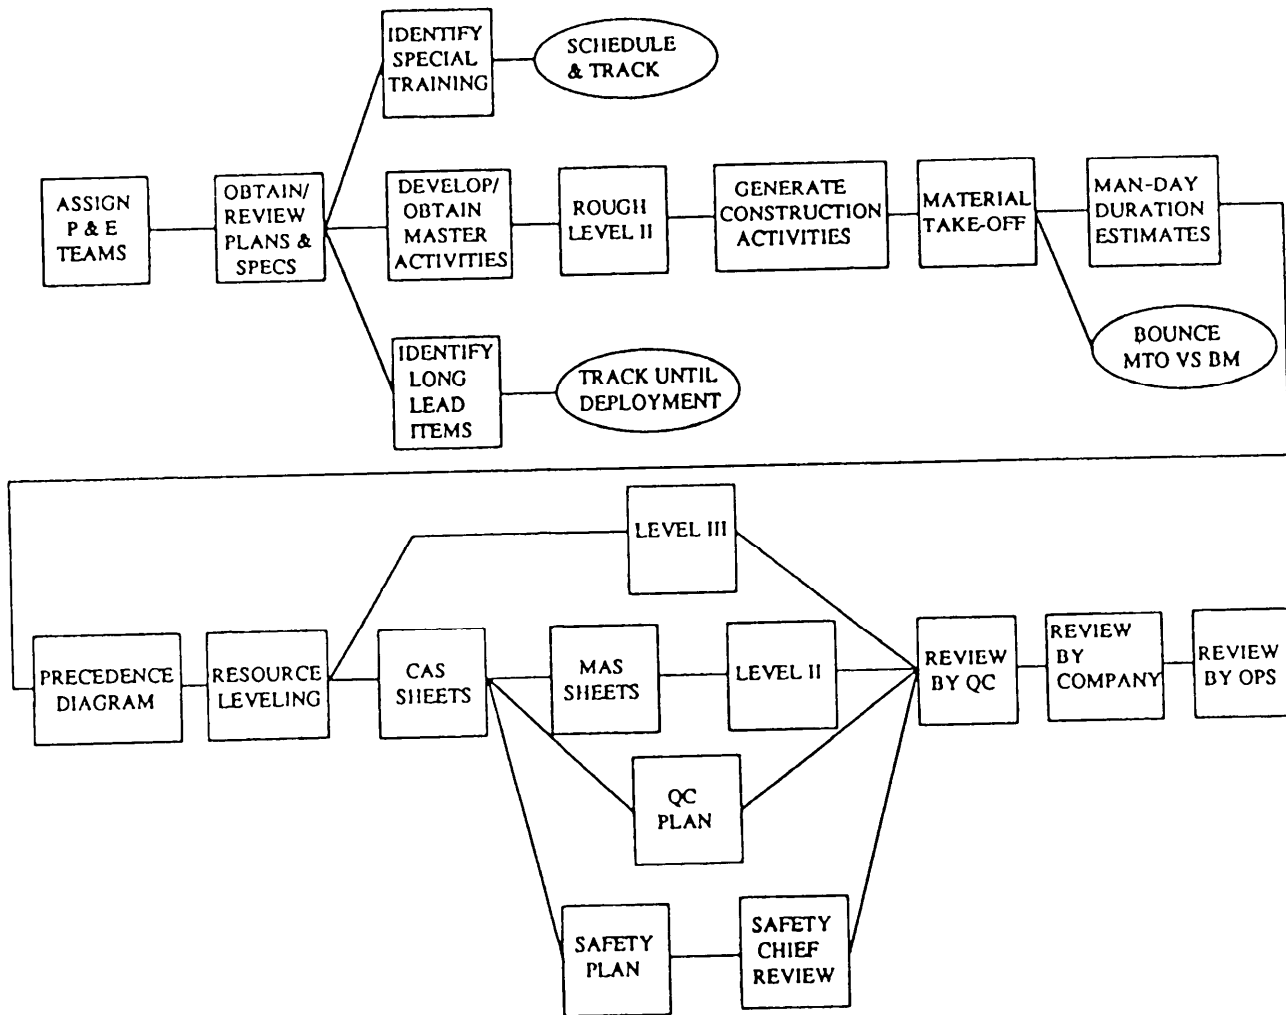 IDENTIFY
SPECIAL
TRAINING
SCHEDULE
& TRACK
ASSIGN
P & E
TEAMS
OBTAIN/
REVIEW
PLANS &
SPECS
DEVELOP/
OBTAIN
MASTER
ACTIVITIES
ROUGH
LEVEL II
GENERATE
CONSTRUCTION
ACTIVITIES
MATERIAL
TAKE-OFF
MAN-DAY
DURATION
ESTIMATES
BOUNCE
MTO VS BM
IDENTIFY
LONG
LEAD
ITEMS
TRACK UNTIL
DEPLOYMENT
LEVEL III
PRECEDENCE
DIAGRAM
RESOURCE
LEVELING
CAS
SHEETS
MAS
SHEETS
LEVEL II
REVIEW
BY QC
REVIEW
BY
COMPANY
REVIEW
BY OPS
QC
PLAN
SAFETY
PLAN
SAFETY
CHIEF
REVIEW